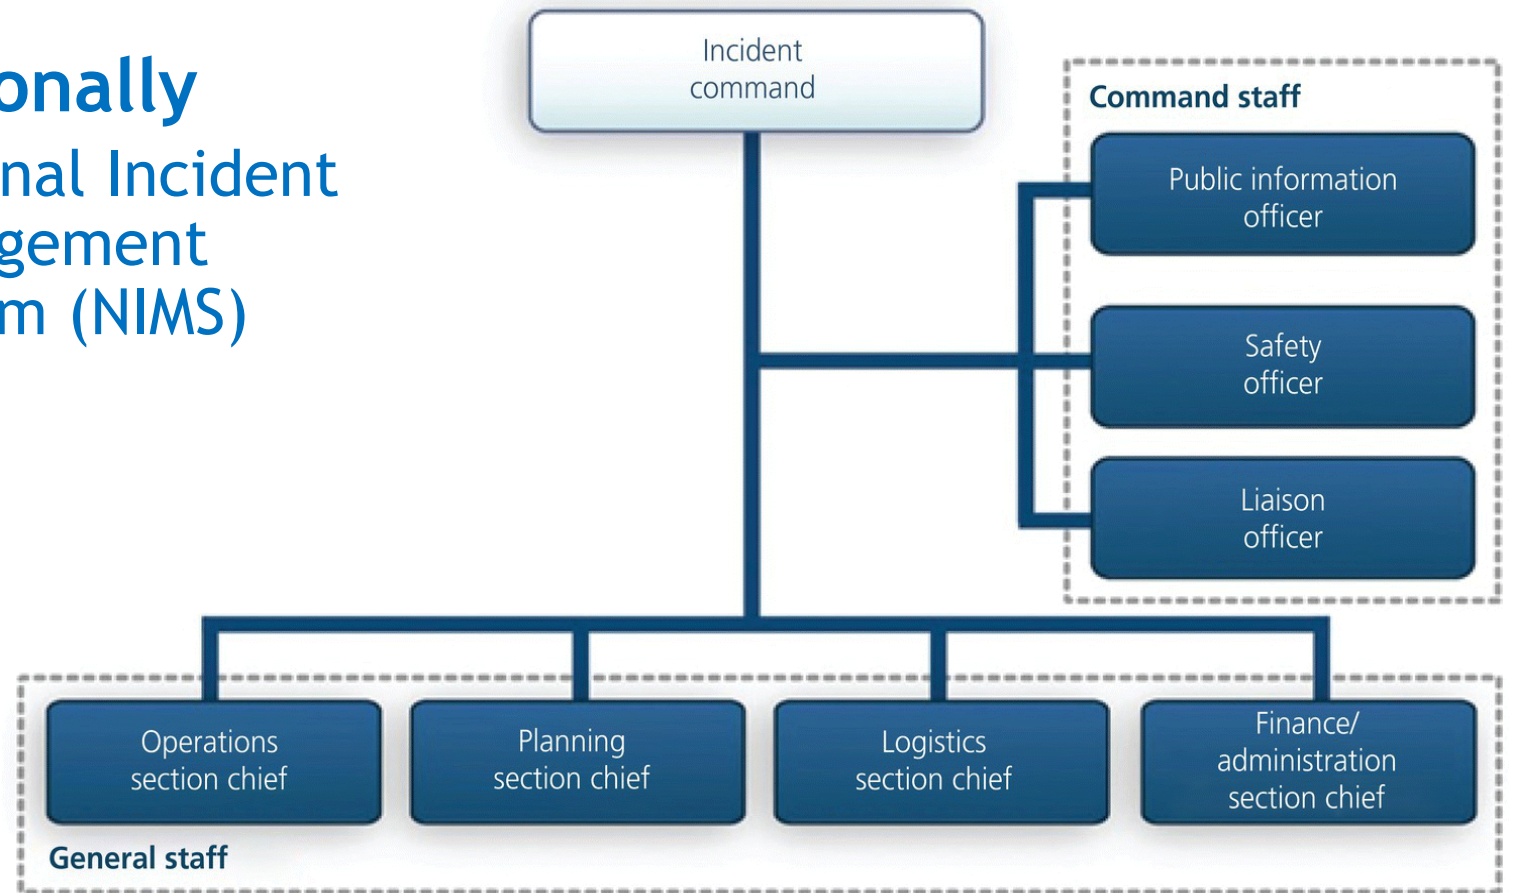 onally
nal Incident
gement
m (NIMS)
Incident
command
Command staff
Public information
officer
Safety
officer
Liaison
officer
Operations
section chief
Planning
section chief
Logistics
section chief
Finance/
administration
section chief
General staff